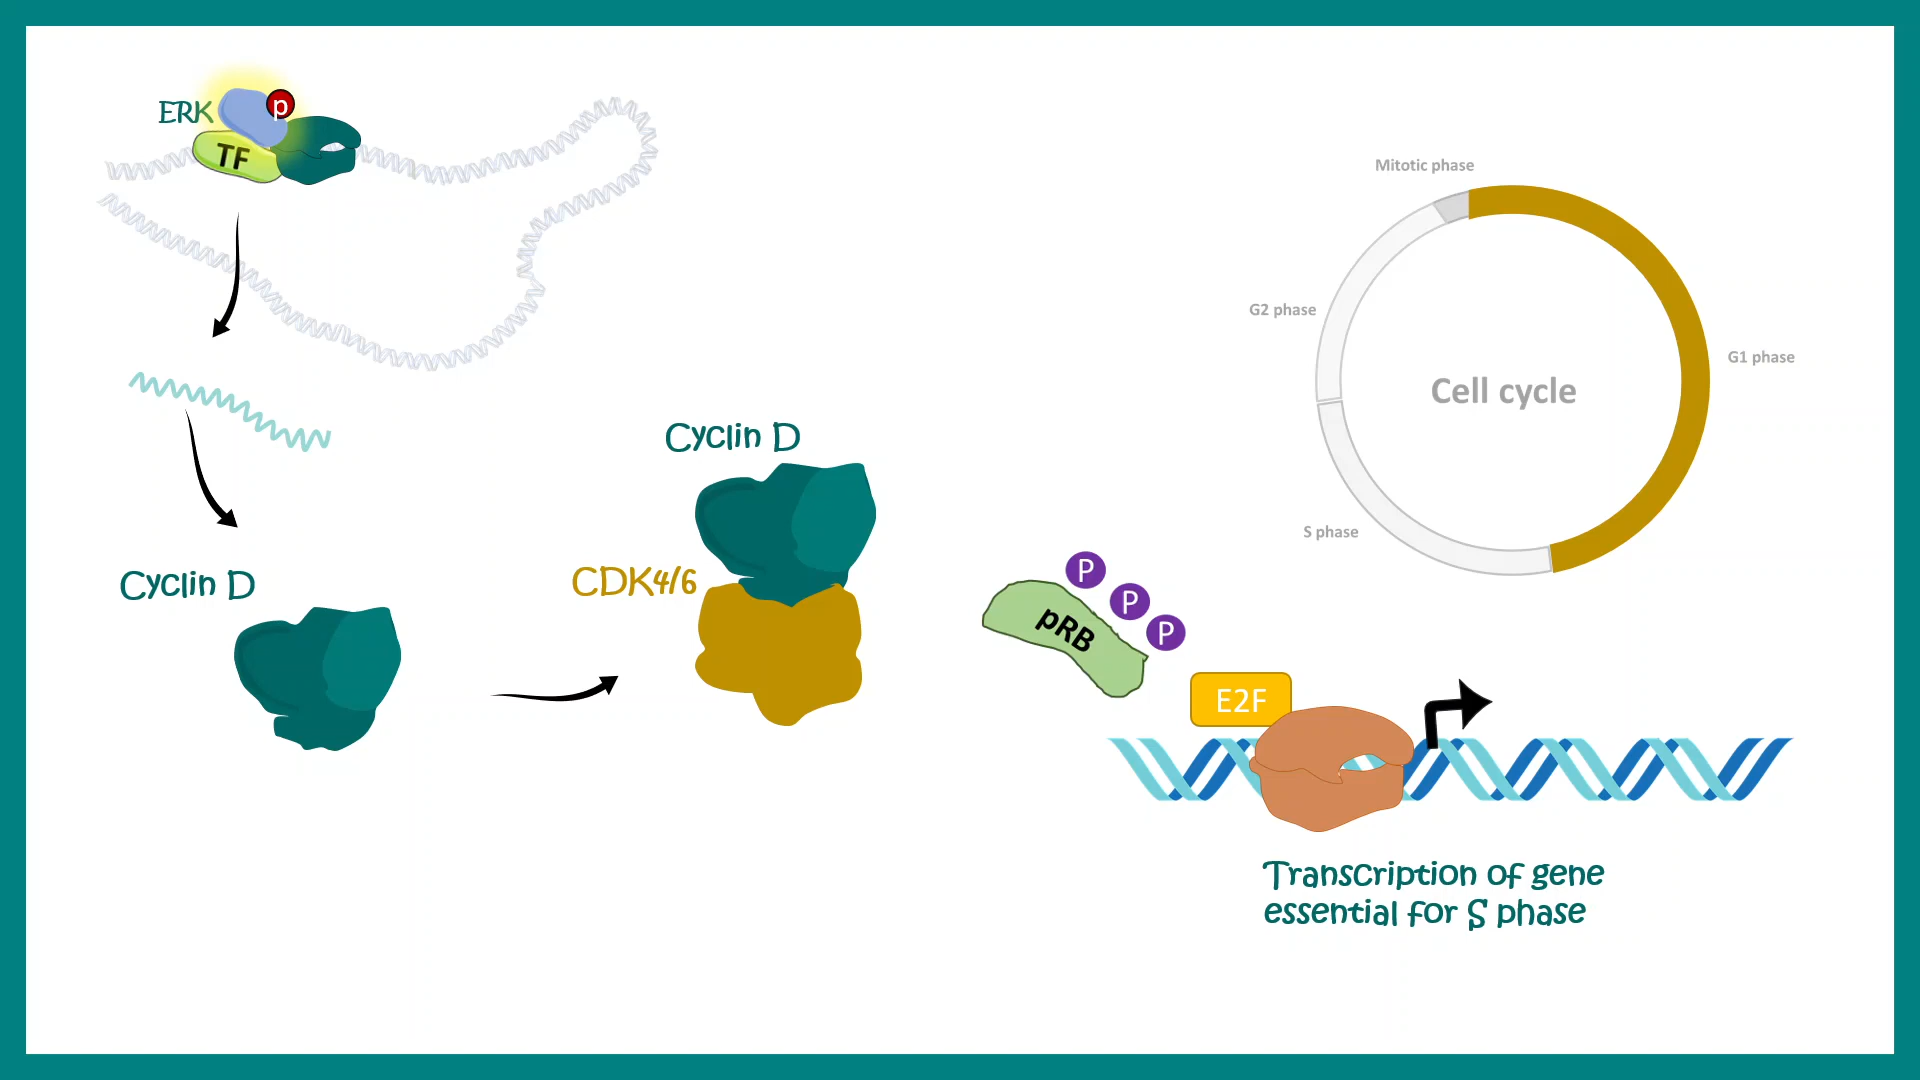 ERK
p
TF
Cyclin D
Cyclin D
CDK4/6
pRB
P
P
P
E2F
Transcription of gene
essential for S phase
Mitotic phase
G2 phase
G1 phase
Cell cycle
S phase